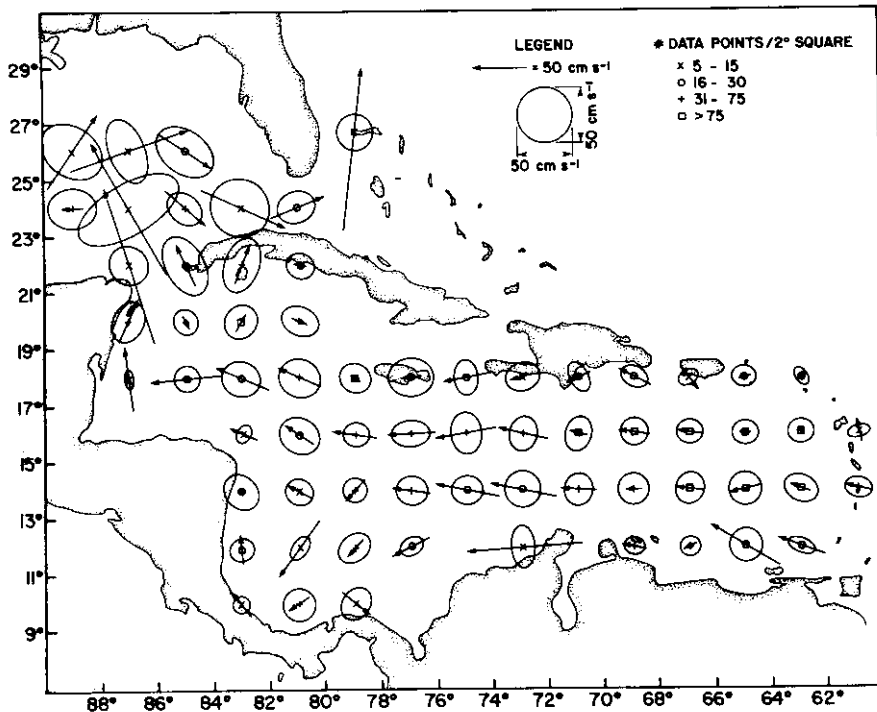 LEGEND
= 50 cm s⁻¹
50 cm s⁻¹
50 cm s⁻¹
# DATA POINTS/2° SQUARE
x 5 - 15
o 16 - 30
+ 31 - 75
□ >75
29°
27°
25°
23°
21°
19°
17°
15°
13°
11°
9°
88° 86° 84° 82° 80° 78° 76° 74° 72° 70° 68° 66° 64° 62°